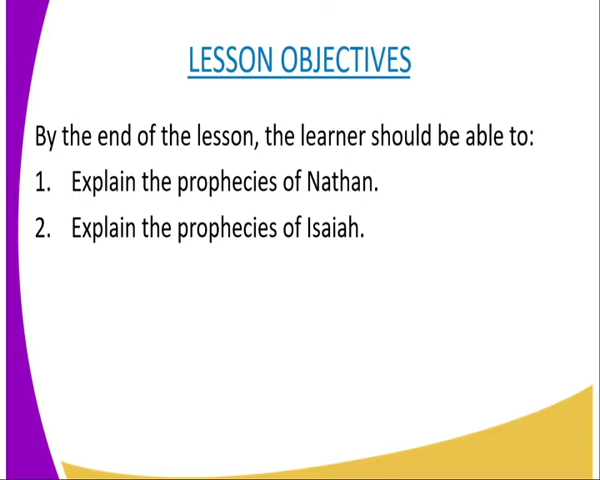 LESSON OBJECTIVES
By the end of the lesson, the learner should be able to:
1. Explain the prophecies of Nathan.
2. Explain the prophecies of Isaiah.